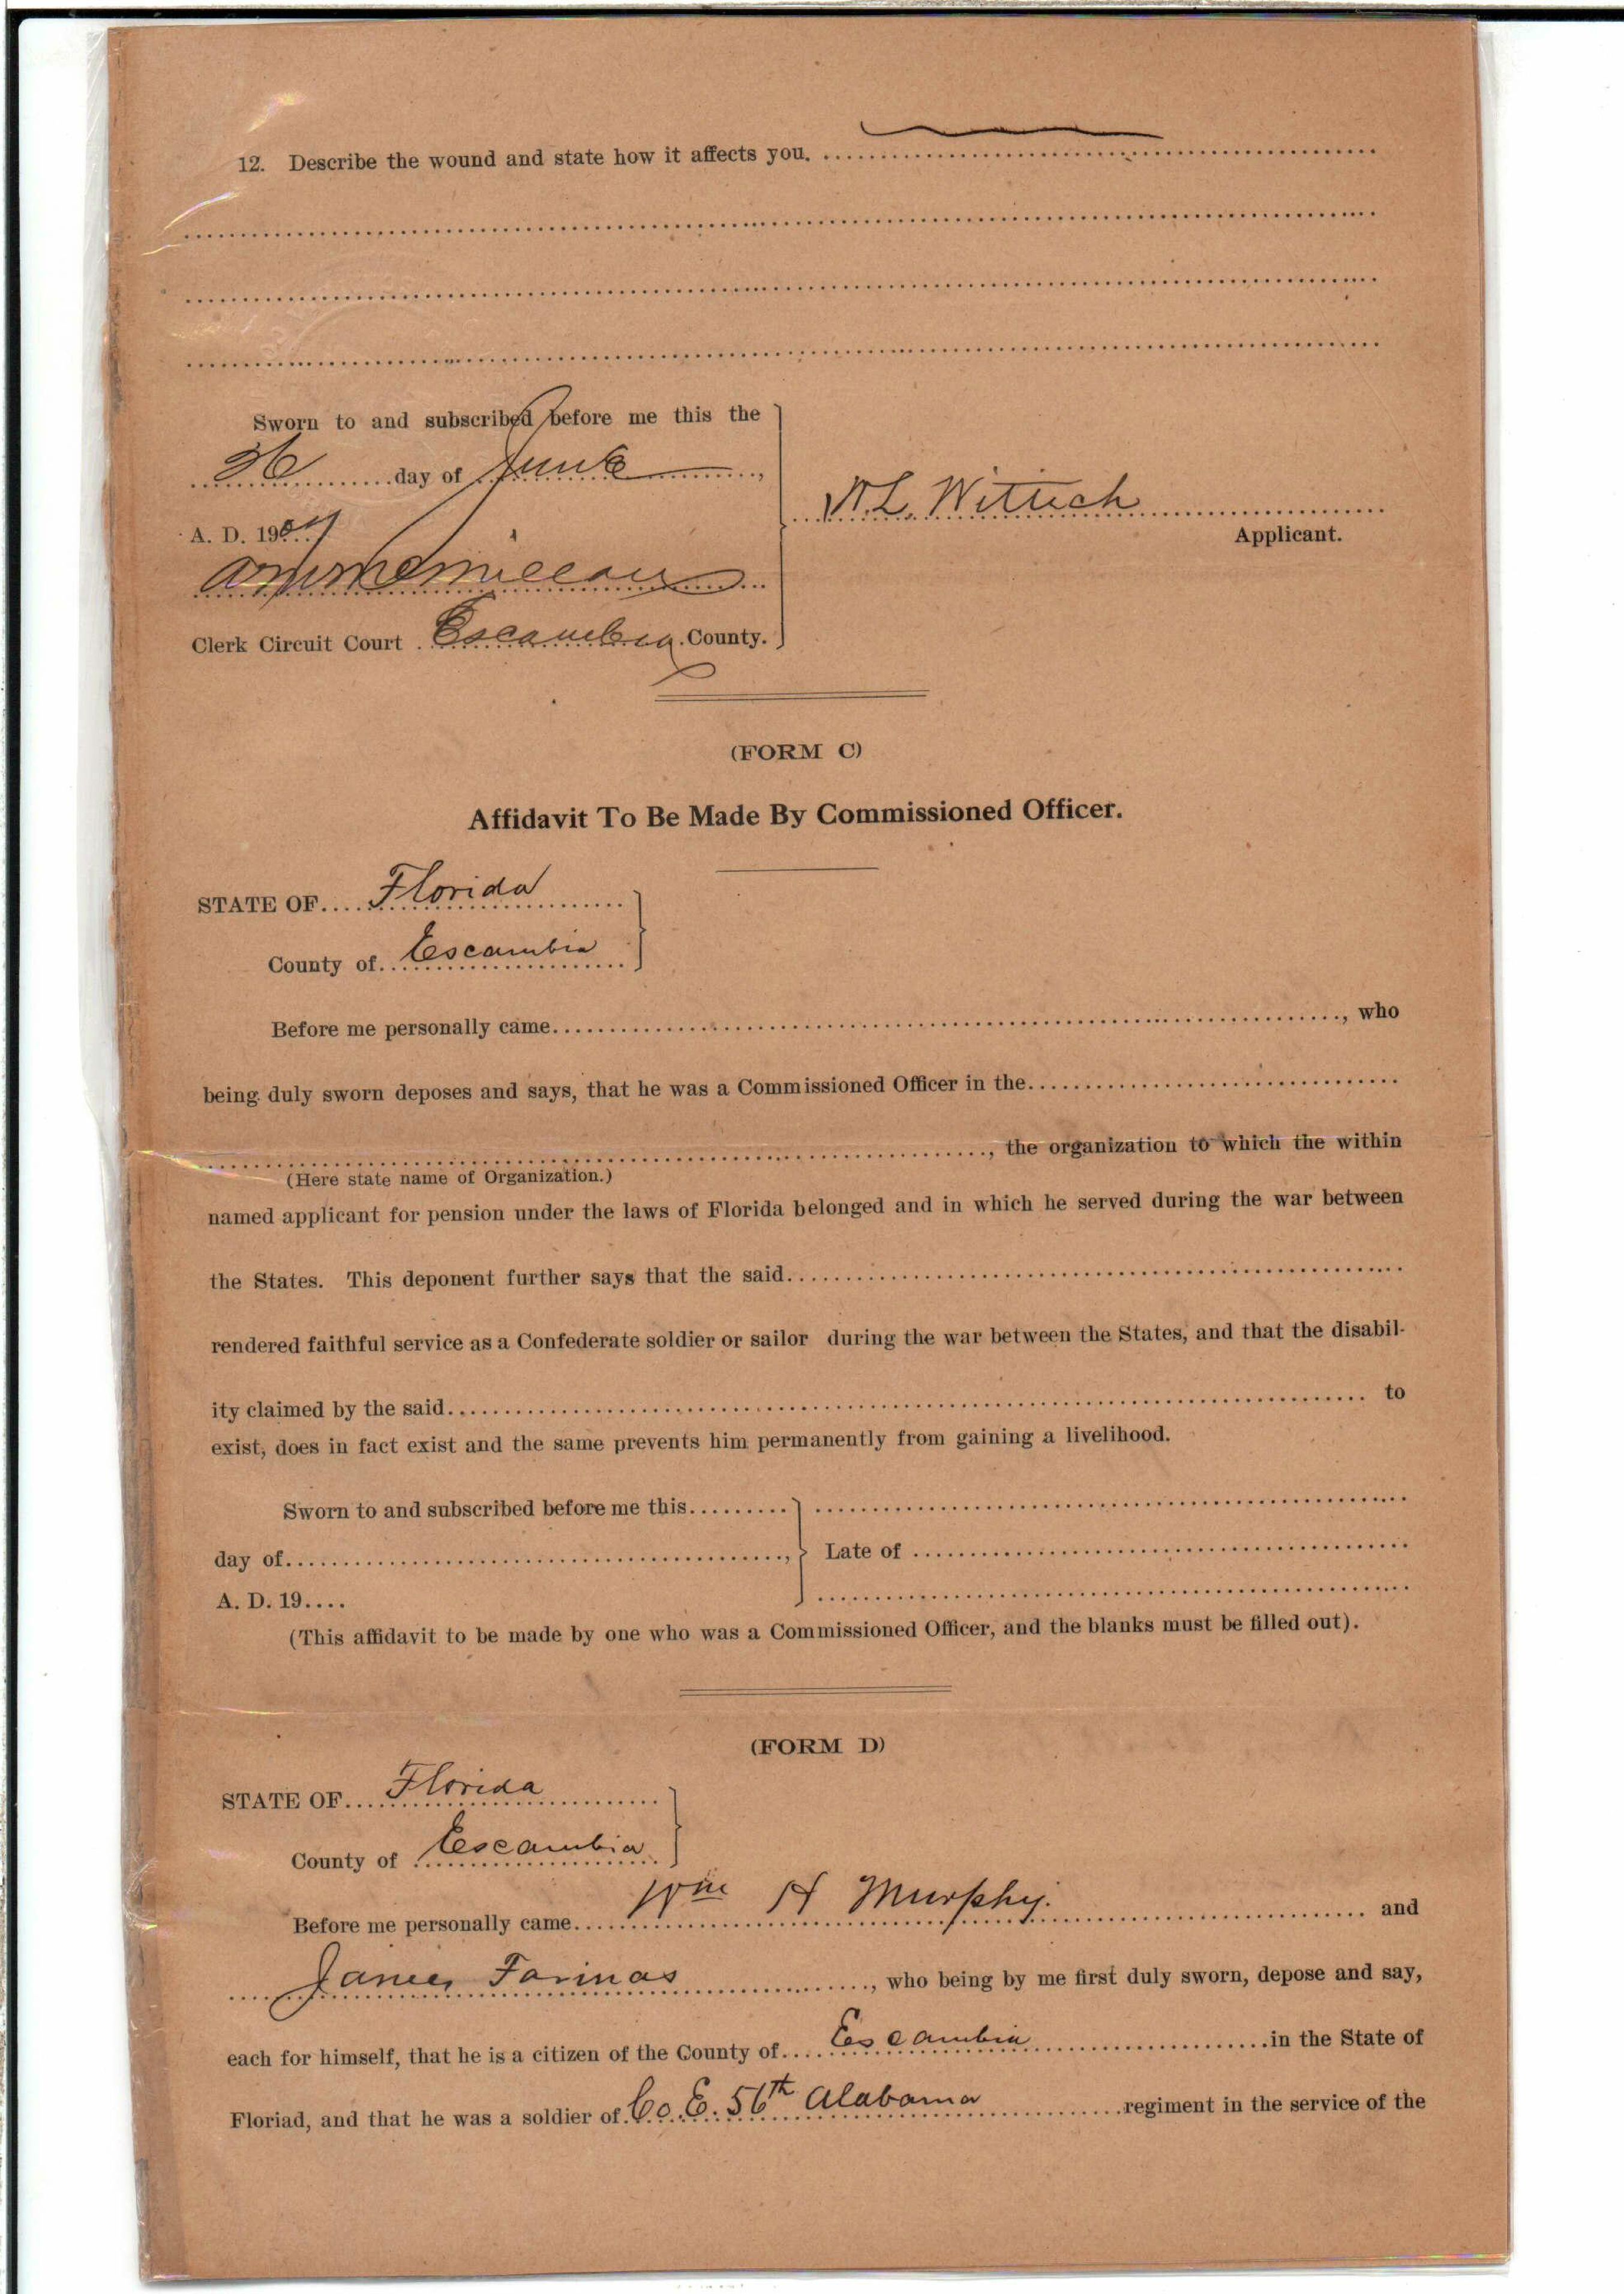 12. Describe the wound and state how it affects you.
Sworn to and subscribed before me this the
day of June,
A. D. 190
W. L. Wittich
Applicant.
Clerk Circuit Court Escambia County.
(FORM C)
Affidavit To Be Made By Commissioned Officer.
STATE OF Florida
County of Escambia
Before me personally came, who
being duly sworn deposes and says, that he was a Commissioned Officer in the
, the organization to which the within
(Here state name of Organization.)
named applicant for pension under the laws of Florida belonged and in which he served during the war between
the States. This deponent further says that the said
rendered faithful service as a Confederate soldier or sailor during the war between the States, and that the disabil-
ity claimed by the said to
exist, does in fact exist and the same prevents him permanently from gaining a livelihood.
Sworn to and subscribed before me this
day of, Late of
A. D. 19....
(This affidavit to be made by one who was a Commissioned Officer, and the blanks must be filled out).
(FORM D)
STATE OF Florida
County of Escambia
Before me personally came Wm H Murphy and
James Farinas, who being by me first duly sworn, depose and say,
each for himself, that he is a citizen of the County of Escambia in the State of
Floriad, and that he was a soldier of Co. E. 56th Alabama regiment in the service of the